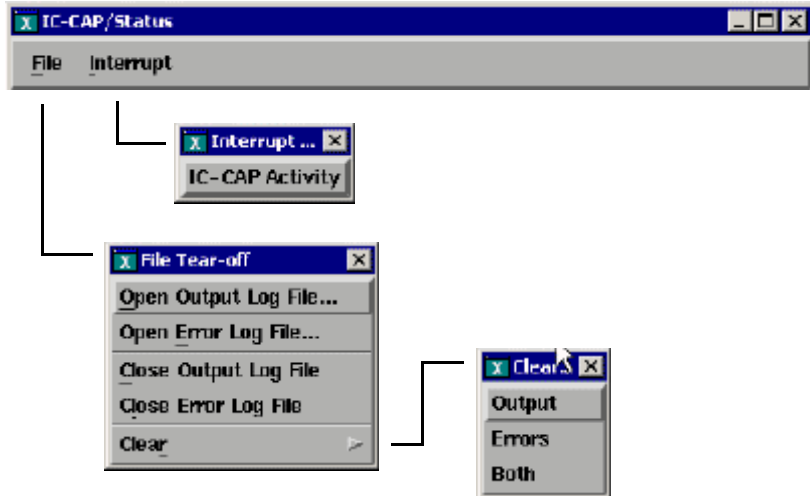 IC-CAP/Status
File Interrupt
Interrupt ...
IC-CAP Activity
File Tear-off
Open Output Log File...
Open Error Log File...
Close Output Log File
Close Error Log File
Clear
Clear
Output
Errors
Both